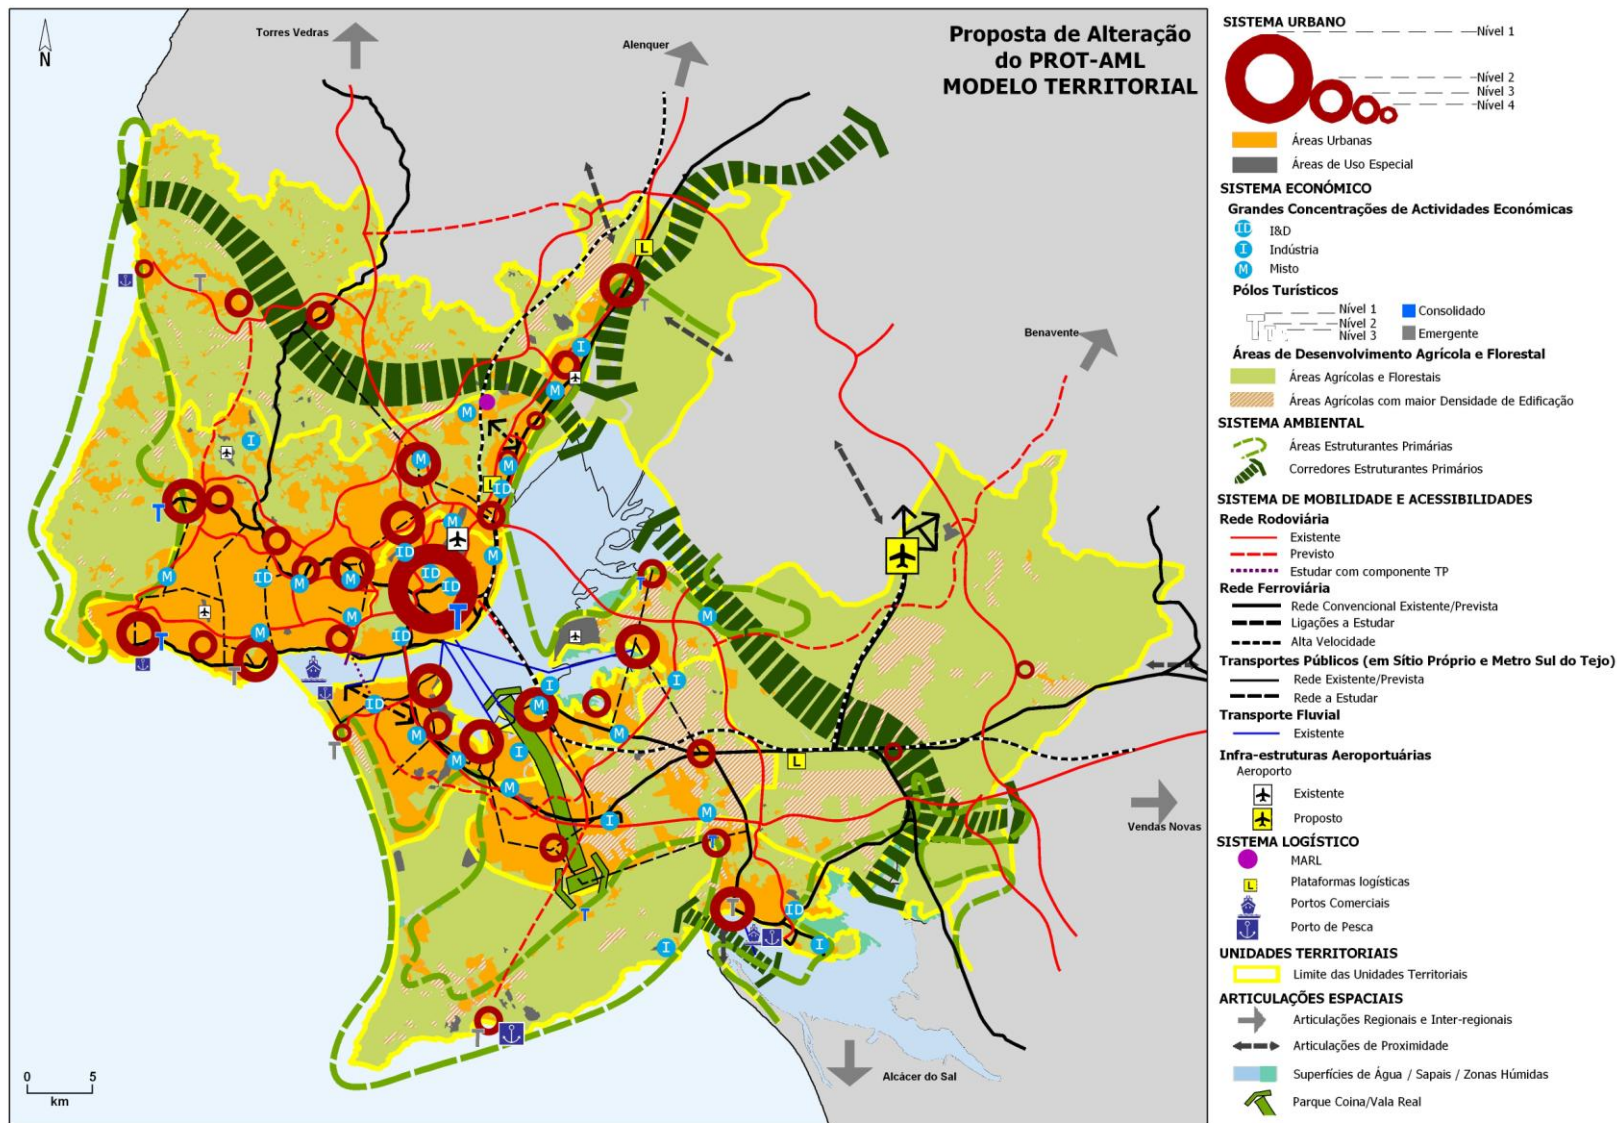 Proposta de Alteração
do PROT-AML
MODELO TERRITORIAL
N
Torres Vedras
Alenquer
Benavente
Vendas Novas
Alcácer do Sal
0 5
km
SISTEMA URBANO
Nível 1
Nível 2
Nível 3
Nível 4
Áreas Urbanas
Áreas de Uso Especial
SISTEMA ECONÓMICO
Grandes Concentrações de Actividades Económicas
ID I&D
I Indústria
M Misto
Pólos Turísticos
T Nível 1
Nível 2
Nível 3
Consolidado
Emergente
Áreas de Desenvolvimento Agrícola e Florestal
Áreas Agrícolas e Florestais
Áreas Agrícolas com maior Densidade de Edificação
SISTEMA AMBIENTAL
Áreas Estruturantes Primárias
Corredores Estruturantes Primários
SISTEMA DE MOBILIDADE E ACESSIBILIDADES
Rede Rodoviária
Existente
Previsto
Estudar com componente TP
Rede Ferroviária
Rede Convencional Existente/Prevista
Ligações a Estudar
Alta Velocidade
Transportes Públicos (em Sítio Próprio e Metro Sul do Tejo)
Rede Existente/Prevista
Rede a Estudar
Transporte Fluvial
Existente
Infra-estruturas Aeroportuárias
Aeroporto
Existente
Proposto
SISTEMA LOGÍSTICO
MARL
L Plataformas logísticas
Portos Comerciais
Porto de Pesca
UNIDADES TERRITORIAIS
Limite das Unidades Territoriais
ARTICULAÇÕES ESPACIAIS
Articulações Regionais e Inter-regionais
Articulações de Proximidade
Superfícies de Água / Sapais / Zonas Húmidas
Parque Coina/Vala Real